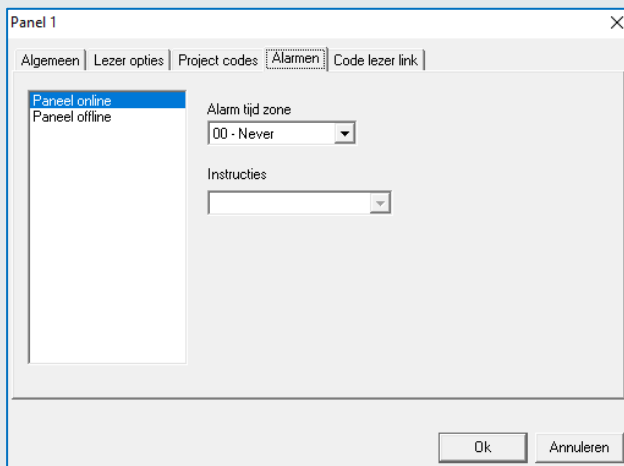 Panel 1
Algemeen Lezer opties Project codes Alarmen Code lezer link
Paneel online
Paneel offline
Alarm tijd zone
00 - Never
Instructies
Ok Annuleren